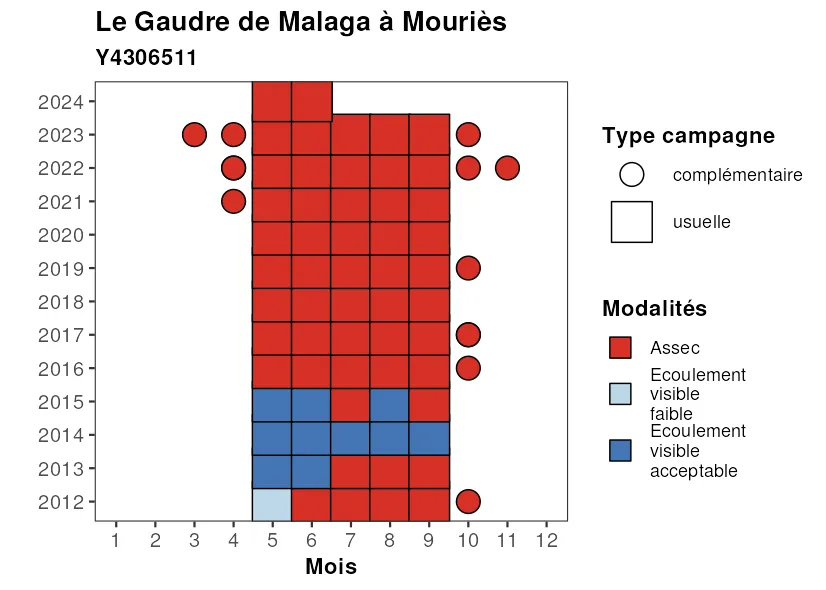 Le Gaudre de Malaga à Mouriès
Y4306511
2024
2023
2022
2021
2020
2019
2018
2017
2016
2015
2014
2013
2012
1 2 3 4 5 6 7 8 9 10 11 12
Mois
Type campagne
complémentaire
usuelle
Modalités
Assec
Ecoulement
visible
faible
Ecoulement
visible
acceptable